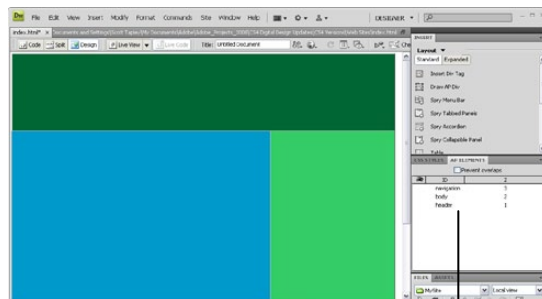 Dw File Edit View Insert Modify Format Commands Site Window Help DESIGNER
index.html*
Code Split Design Live View Live Code Title: Untitled Document
INSERT
Layout
Standard Expanded
Insert Div Tag
Draw AP Div
Spry Menu Bar
Spry Tabbed Panels
Spry Accordion
Spry Collapsible Panel
Table
CSS STYLES AP ELEMENTS
Prevent overlaps
ID Z
navigation 3
body 2
header 1
FILES ASSETS
MySite Local view